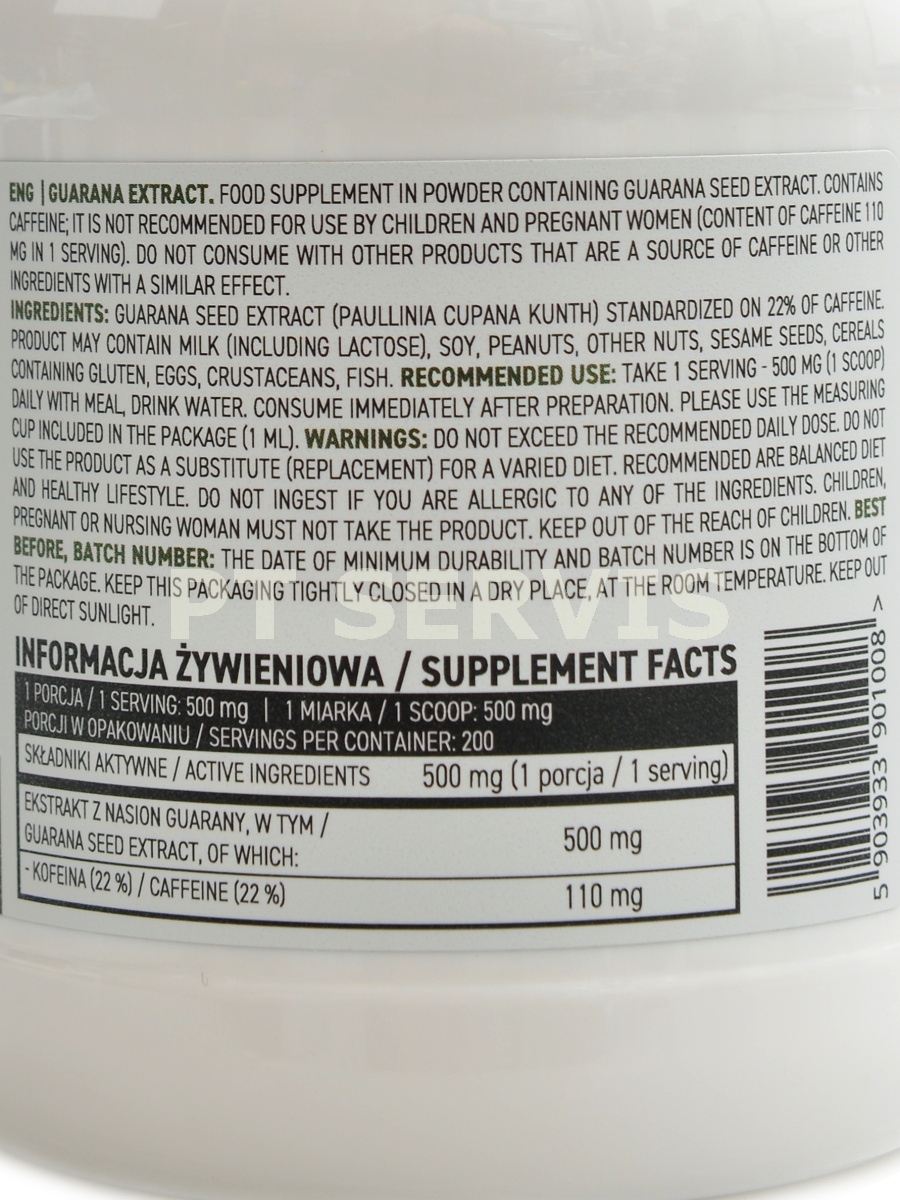 ENG | GUARANA EXTRACT. FOOD SUPPLEMENT IN POWDER CONTAINING GUARANA SEED EXTRACT. CONTAINS
CAFFEINE; IT IS NOT RECOMMENDED FOR USE BY CHILDREN AND PREGNANT WOMEN (CONTENT OF CAFFEINE 110
MG IN 1 SERVING). DO NOT CONSUME WITH OTHER PRODUCTS THAT ARE A SOURCE OF CAFFEINE OR OTHER
INGREDIENTS WITH A SIMILAR EFFECT.
INGREDIENTS: GUARANA SEED EXTRACT (PAULLINIA CUPANA KUNTH) STANDARDIZED ON 22% OF CAFFEINE.
PRODUCT MAY CONTAIN MILK (INCLUDING LACTOSE), SOY, PEANUTS, OTHER NUTS, SESAME SEEDS, CEREALS
CONTAINING GLUTEN, EGGS, CRUSTACEANS, FISH. RECOMMENDED USE: TAKE 1 SERVING - 500 MG (1 SCOOP)
DAILY WITH MEAL, DRINK WATER. CONSUME IMMEDIATELY AFTER PREPARATION. PLEASE USE THE MEASURING
CUP INCLUDED IN THE PACKAGE (1 ML). WARNINGS: DO NOT EXCEED THE RECOMMENDED DAILY DOSE. DO NOT
USE THE PRODUCT AS A SUBSTITUTE (REPLACEMENT) FOR A VARIED DIET. RECOMMENDED ARE BALANCED DIET
AND HEALTHY LIFESTYLE. DO NOT INGEST IF YOU ARE ALLERGIC TO ANY OF THE INGREDIENTS. CHILDREN,
PREGNANT OR NURSING WOMAN MUST NOT TAKE THE PRODUCT. KEEP OUT OF THE REACH OF CHILDREN. BEST
BEFORE, BATCH NUMBER: THE DATE OF MINIMUM DURABILITY AND BATCH NUMBER IS ON THE BOTTOM OF
THE PACKAGE. KEEP THIS PACKAGING TIGHTLY CLOSED IN A DRY PLACE, AT THE ROOM TEMPERATURE. KEEP OUT
OF DIRECT SUNLIGHT.
PT SERVIS
INFORMACJA ŻYWIENIOWA / SUPPLEMENT FACTS
1 PORCJA / 1 SERVING: 500 mg | 1 MIARKA / 1 SCOOP: 500 mg
PORCJI W OPAKOWANIU / SERVINGS PER CONTAINER: 200
SKŁADNIKI AKTYWNE / ACTIVE INGREDIENTS 500 mg (1 porcja / 1 serving)
EKSTRAKT Z NASION GUARANY, W TYM /
GUARANA SEED EXTRACT, OF WHICH: 500 mg
- KOFEINA (22 %) / CAFFEINE (22 %) 110 mg
5 903933 901008 >